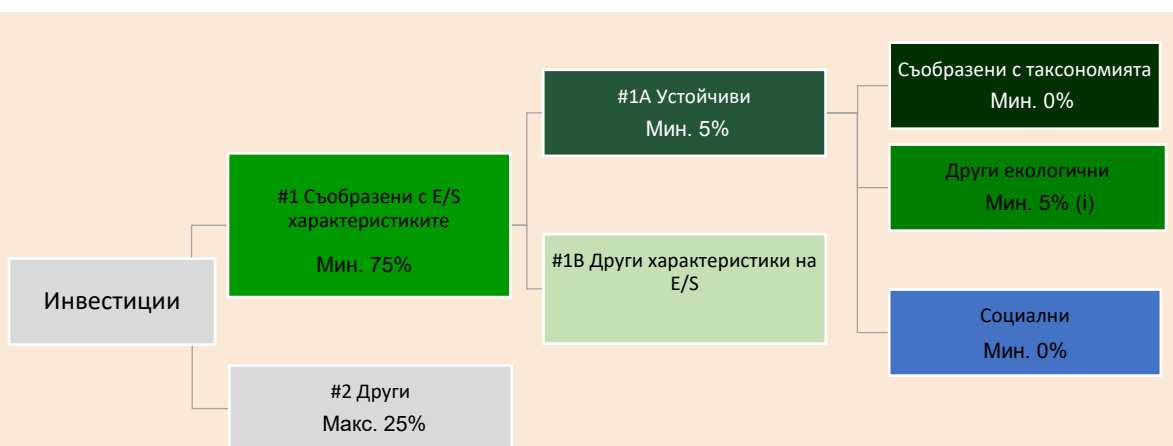 Инвестиции
#1 Съобразени с E/S
характеристиките
Мин. 75%
#2 Други
Макс. 25%
#1A Устойчиви
Мин. 5%
#1B Други характеристики на
E/S
Съобразени с таксономията
Мин. 0%
Други екологични
Мин. 5% (i)
Социални
Мин. 0%